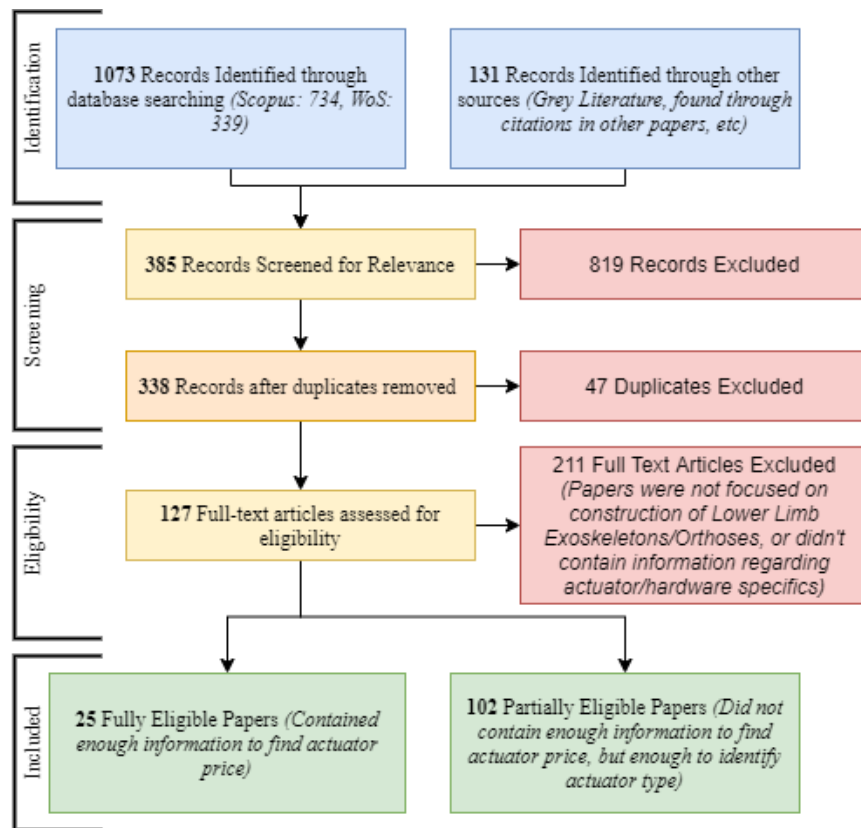 Identification
1073 Records Identified through
database searching (Scopus: 734, WoS:
339)
131 Records Identified through other
sources (Grey Literature, found through
citations in other papers, etc)
Screening
385 Records Screened for Relevance
819 Records Excluded
338 Records after duplicates removed
47 Duplicates Excluded
Eligibility
127 Full-text articles assessed for
eligibility
211 Full Text Articles Excluded
(Papers were not focused on
construction of Lower Limb
Exoskeletons/Orthoses, or didn't
contain information regarding
actuator/hardware specifics)
Included
25 Fully Eligible Papers (Contained
enough information to find actuator
price)
102 Partially Eligible Papers (Did not
contain enough information to find
actuator price, but enough to identify
actuator type)